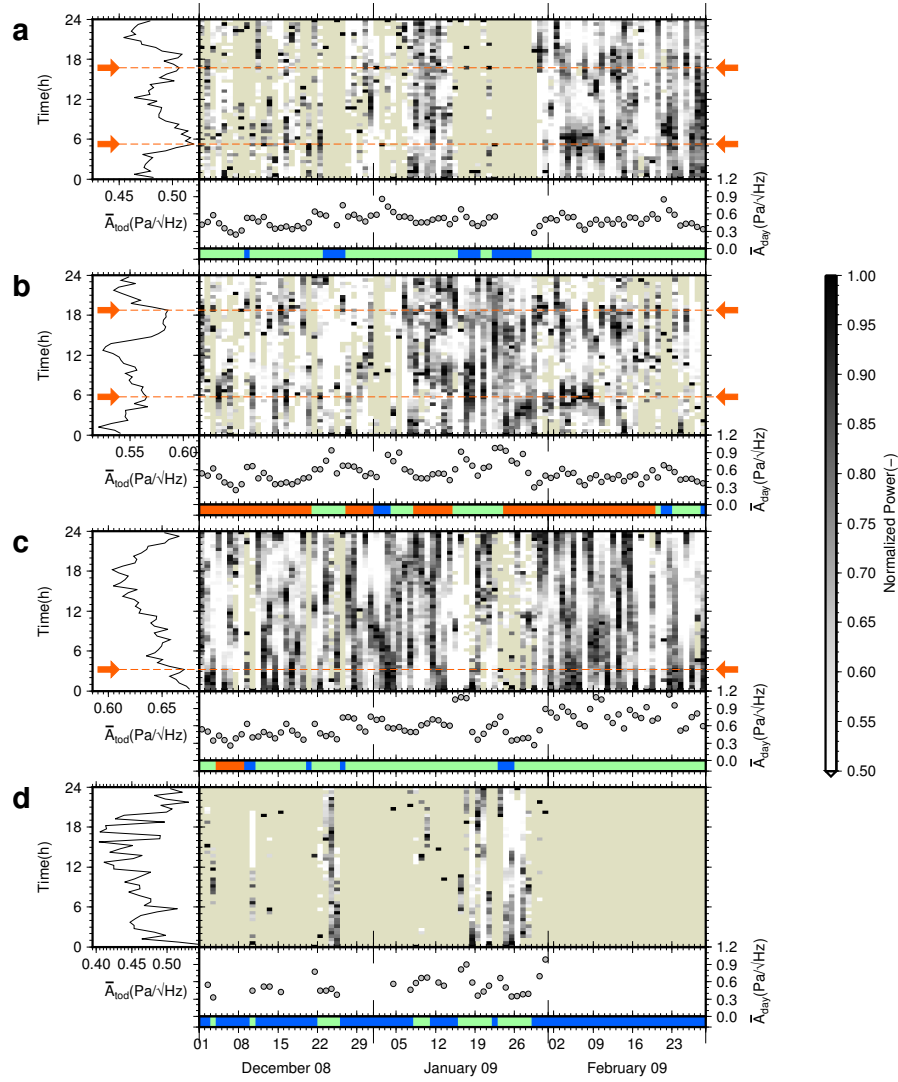 a
24
18
12
6
0
Time(h)
0.45 0.50
Ā_tod(Pa/√Hz)
1.2
0.9
0.6
0.3
0.0
Ā_day(Pa/√Hz)
b
24
18
12
6
0
Time(h)
0.55 0.60
Ā_tod(Pa/√Hz)
1.2
0.9
0.6
0.3
0.0
Ā_day(Pa/√Hz)
c
24
18
12
6
0
Time(h)
0.60 0.65
Ā_tod(Pa/√Hz)
1.2
0.9
0.6
0.3
0.0
Ā_day(Pa/√Hz)
d
24
18
12
6
0
Time(h)
0.40 0.45 0.50
Ā_tod(Pa/√Hz)
1.2
0.9
0.6
0.3
0.0
Ā_day(Pa/√Hz)
01 08 15 22 29 05 12 19 26 02 09 16 23
December 08 January 09 February 09
1.00
0.95
0.90
0.85
0.80
0.75
0.70
0.65
0.60
0.55
0.50
Normalized Power(−)